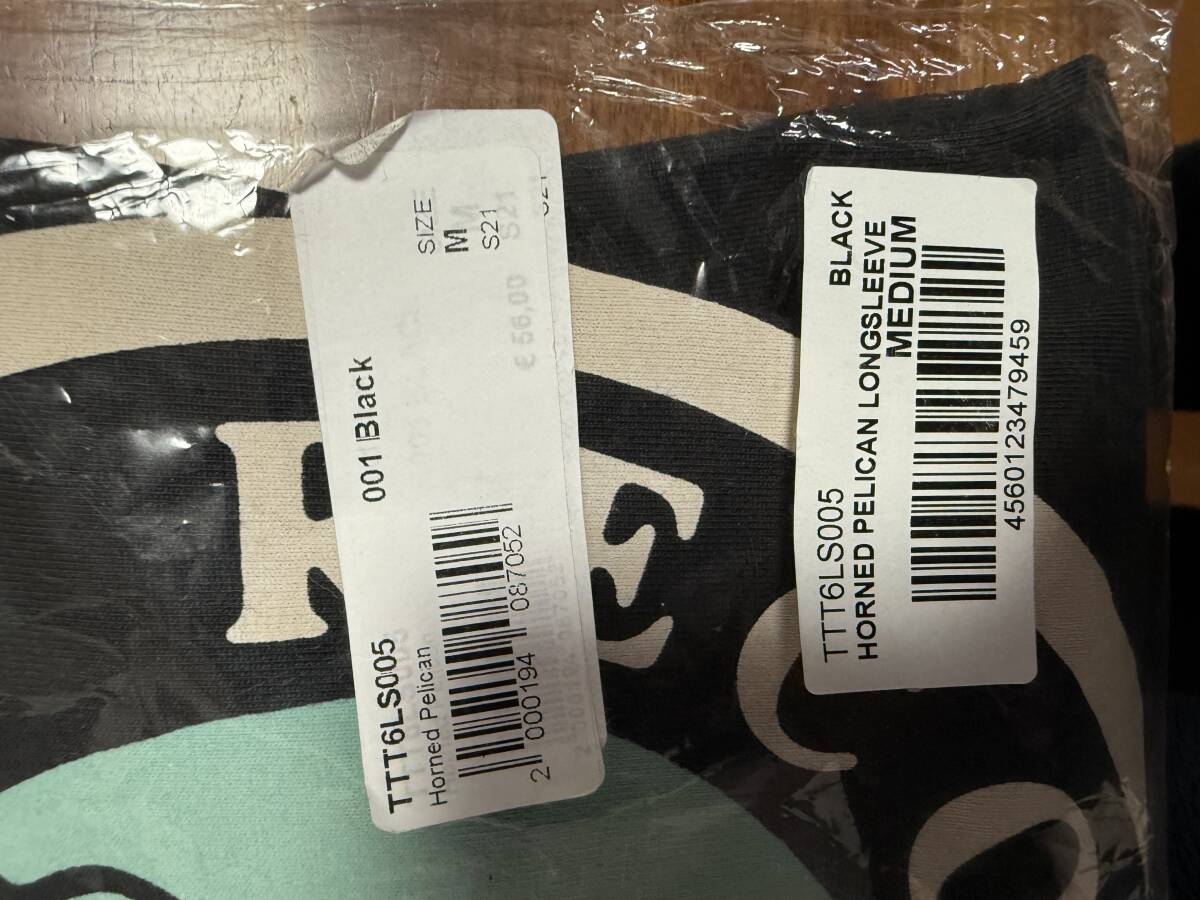 SIZE
M
S21
001 Black
€ 56,00
S21
TTT6LS005
Horned Pelican
2 000194 087052
TTT6LS005 BLACK
HORNED PELICAN LONGSLEEVE
MEDIUM
4560123479459